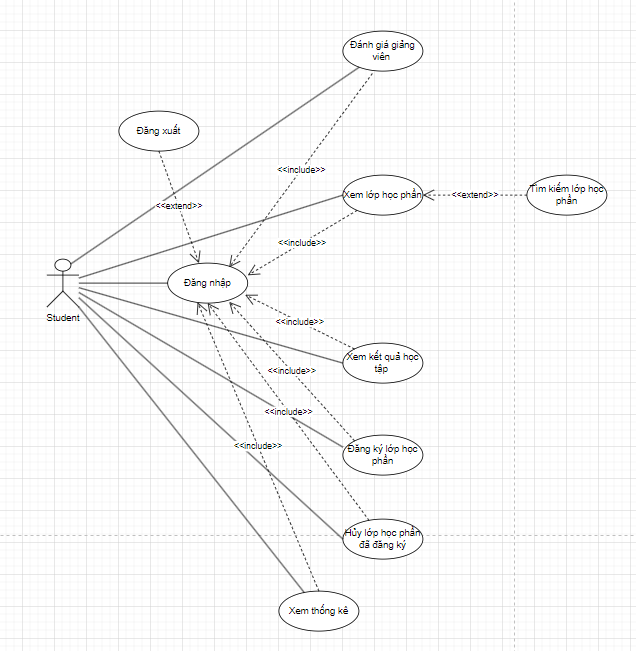 Đánh giá giảng
viên
Đăng xuất
<<include>>
Xem lớp học phần
<<extend>>
Tìm kiếm lớp học
phần
<<extend>>
<<include>>
Đăng nhập
Student
<<include>>
Xem kết quả học
tập
<<include>>
<<include>>
<<include>>
Đăng ký lớp học
phần
Hủy lớp học phần
đã đăng ký
Xem thống kê